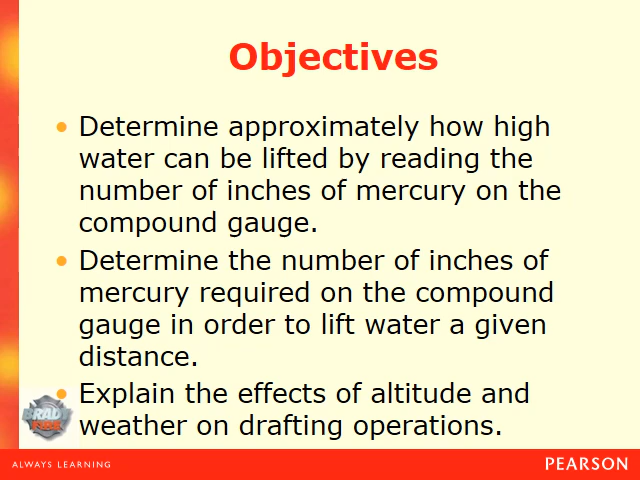 Objectives
• Determine approximately how high
water can be lifted by reading the
number of inches of mercury on the
compound gauge.
• Determine the number of inches of
mercury required on the compound
gauge in order to lift water a given
distance.
• Explain the effects of altitude and
weather on drafting operations.
BRADY
FIRE
ALWAYS LEARNING
PEARSON